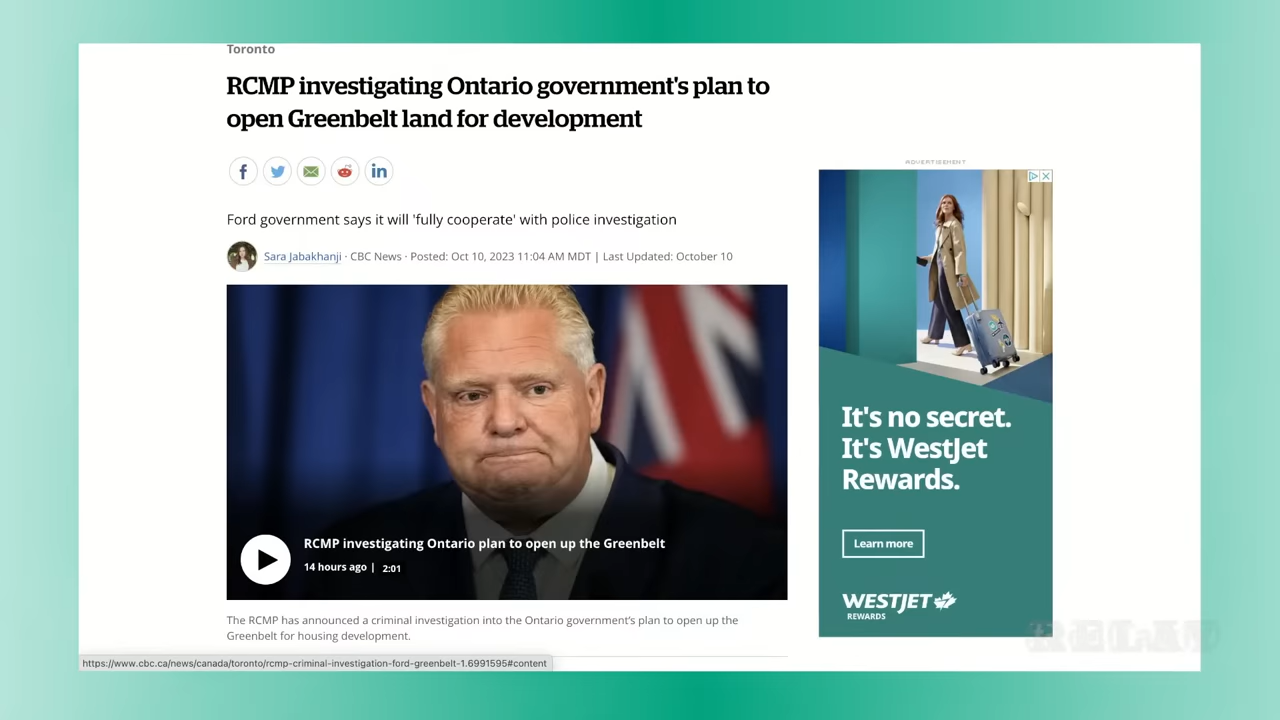 Toronto
RCMP investigating Ontario government's plan to
open Greenbelt land for development
Ford government says it will 'fully cooperate' with police investigation
Sara Jabakhanji · CBC News · Posted: Oct 10, 2023 11:04 AM MDT | Last Updated: October 10
RCMP investigating Ontario plan to open up the Greenbelt
14 hours ago | 2:01
The RCMP has announced a criminal investigation into the Ontario government's plan to open up the
Greenbelt for housing development.
https://www.cbc.ca/news/canada/toronto/rcmp-criminal-investigation-ford-greenbelt-1.6991595#content
ADVERTISEMENT
It's no secret.
It's WestJet
Rewards.
Learn more
WESTJET
REWARDS
RELAY